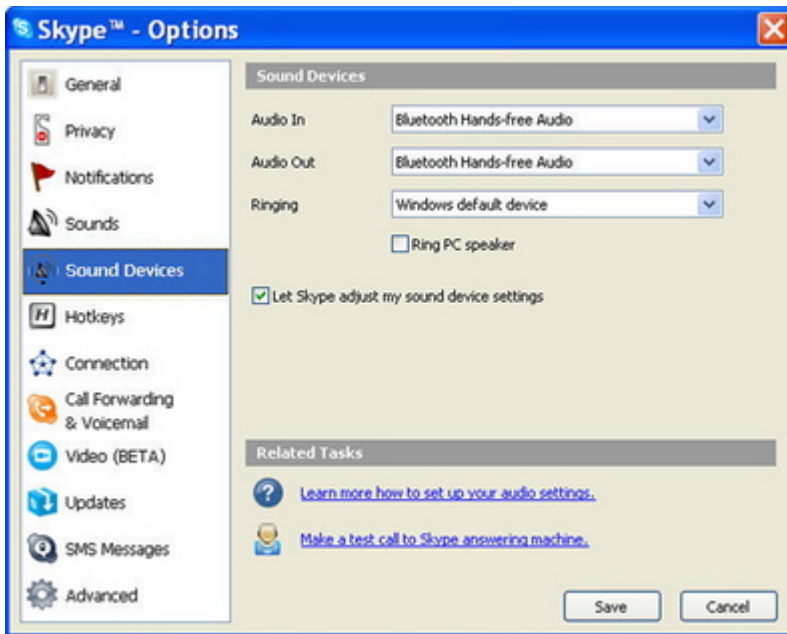 Skype™ - Options
General
Privacy
Notifications
Sounds
Sound Devices
Hotkeys
Connection
Call Forwarding
& Voicemail
Video (BETA)
Updates
SMS Messages
Advanced
Sound Devices
Audio In Bluetooth Hands-free Audio
Audio Out Bluetooth Hands-free Audio
Ringing Windows default device
Ring PC speaker
Let Skype adjust my sound device settings
Related Tasks
Learn more how to set up your audio settings.
Make a test call to Skype answering machine.
Save Cancel